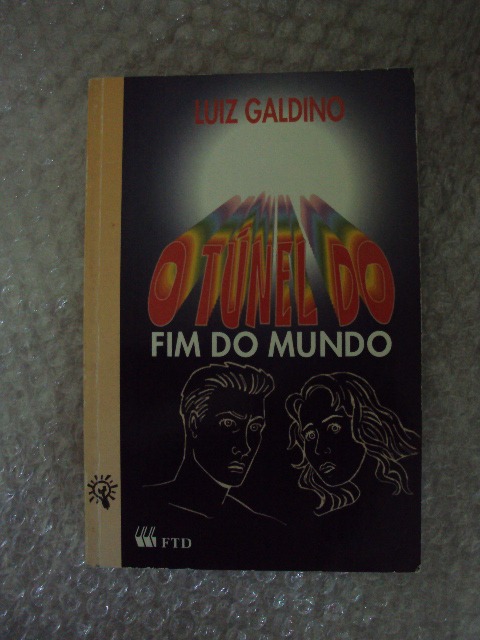 LUIZ GALDINO
O TÚNEL DO
FIM DO MUNDO
FTD